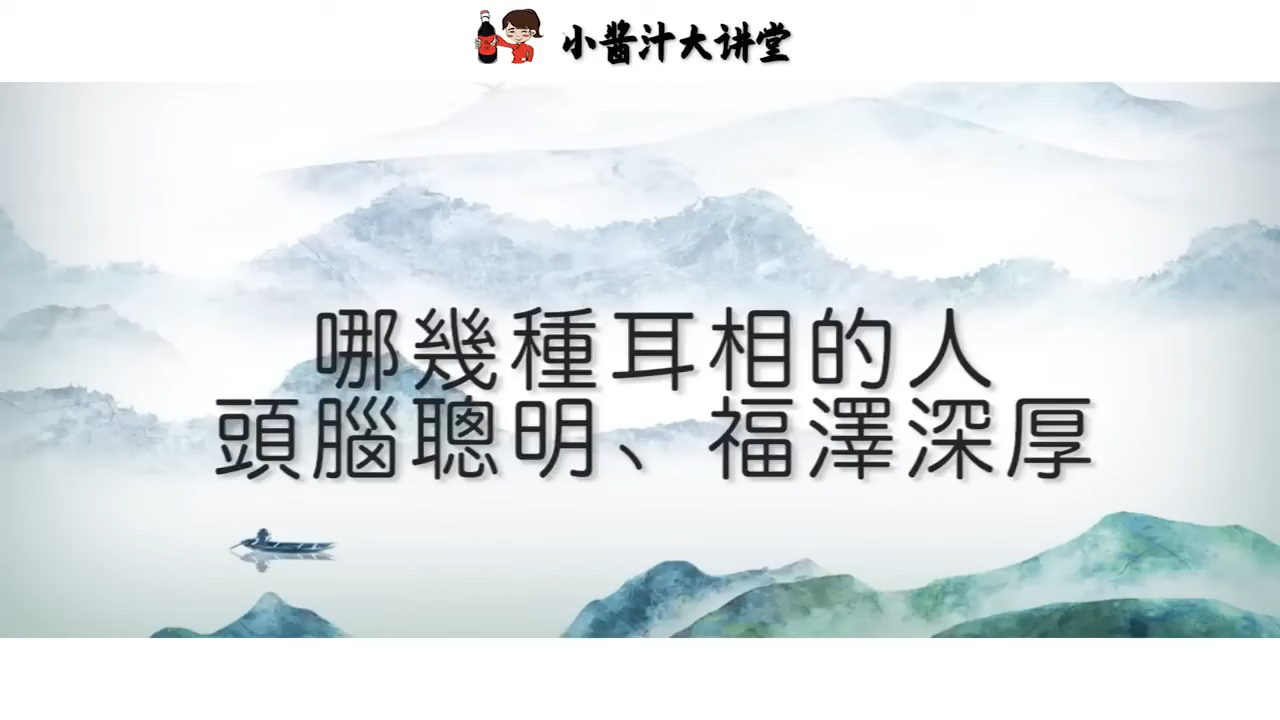 小酱汁大讲堂
哪幾種耳相的人
頭腦聰明、福澤深厚